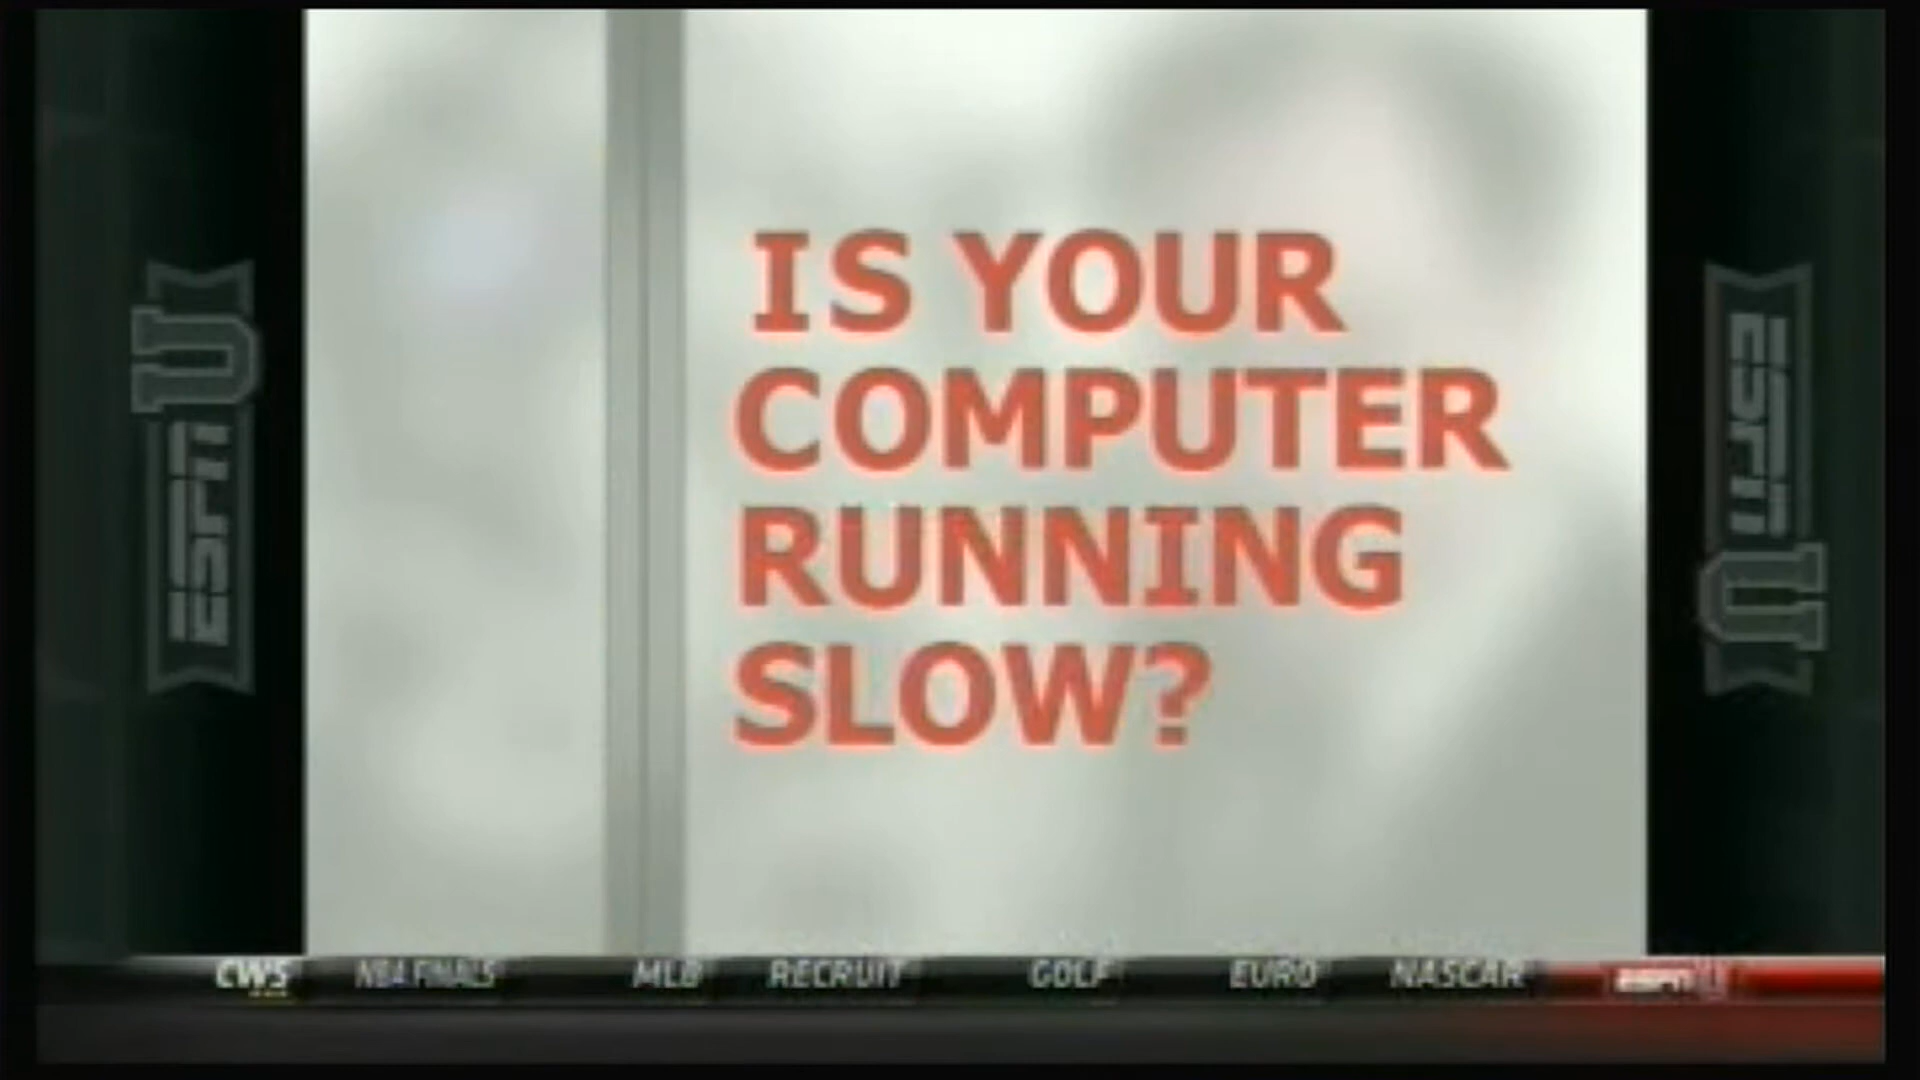 IS YOUR
COMPUTER
RUNNING
SLOW?
ESPN U
ESPN U
CWS NBA FINALS MLB RECRUIT GOLF EURO NASCAR ESPN U